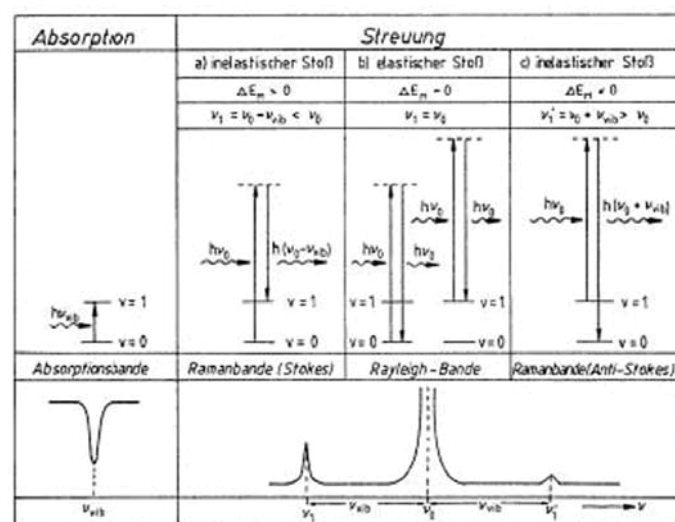 Absorption
Streuung
a) inelastischer Stoß
b) elastischer Stoß
c) inelastischer Stoß
ΔE_m > 0
ΔE_m = 0
ΔE_m ≠ 0
ν₁ = ν₀ - ν_vib < ν₀
ν₁ = ν₀
ν₁' = ν₀ + ν_vib > ν₀
hν_vib
v = 1
v = 0
hν₀
h(ν₀-ν_vib)
v = 1
v = 0
hν₀
hν₀
hν₀
hν₀
v = 1
v = 0
v = 1
v = 0
hν₀
h(ν₀ + ν_vib)
v = 1
v = 0
Absorptionsbande
Ramanbande (Stokes)
Rayleigh-Bande
Ramanbande (Anti-Stokes)
ν_vib
ν₁
ν_vib
ν₀
ν_vib
ν₁'
ν